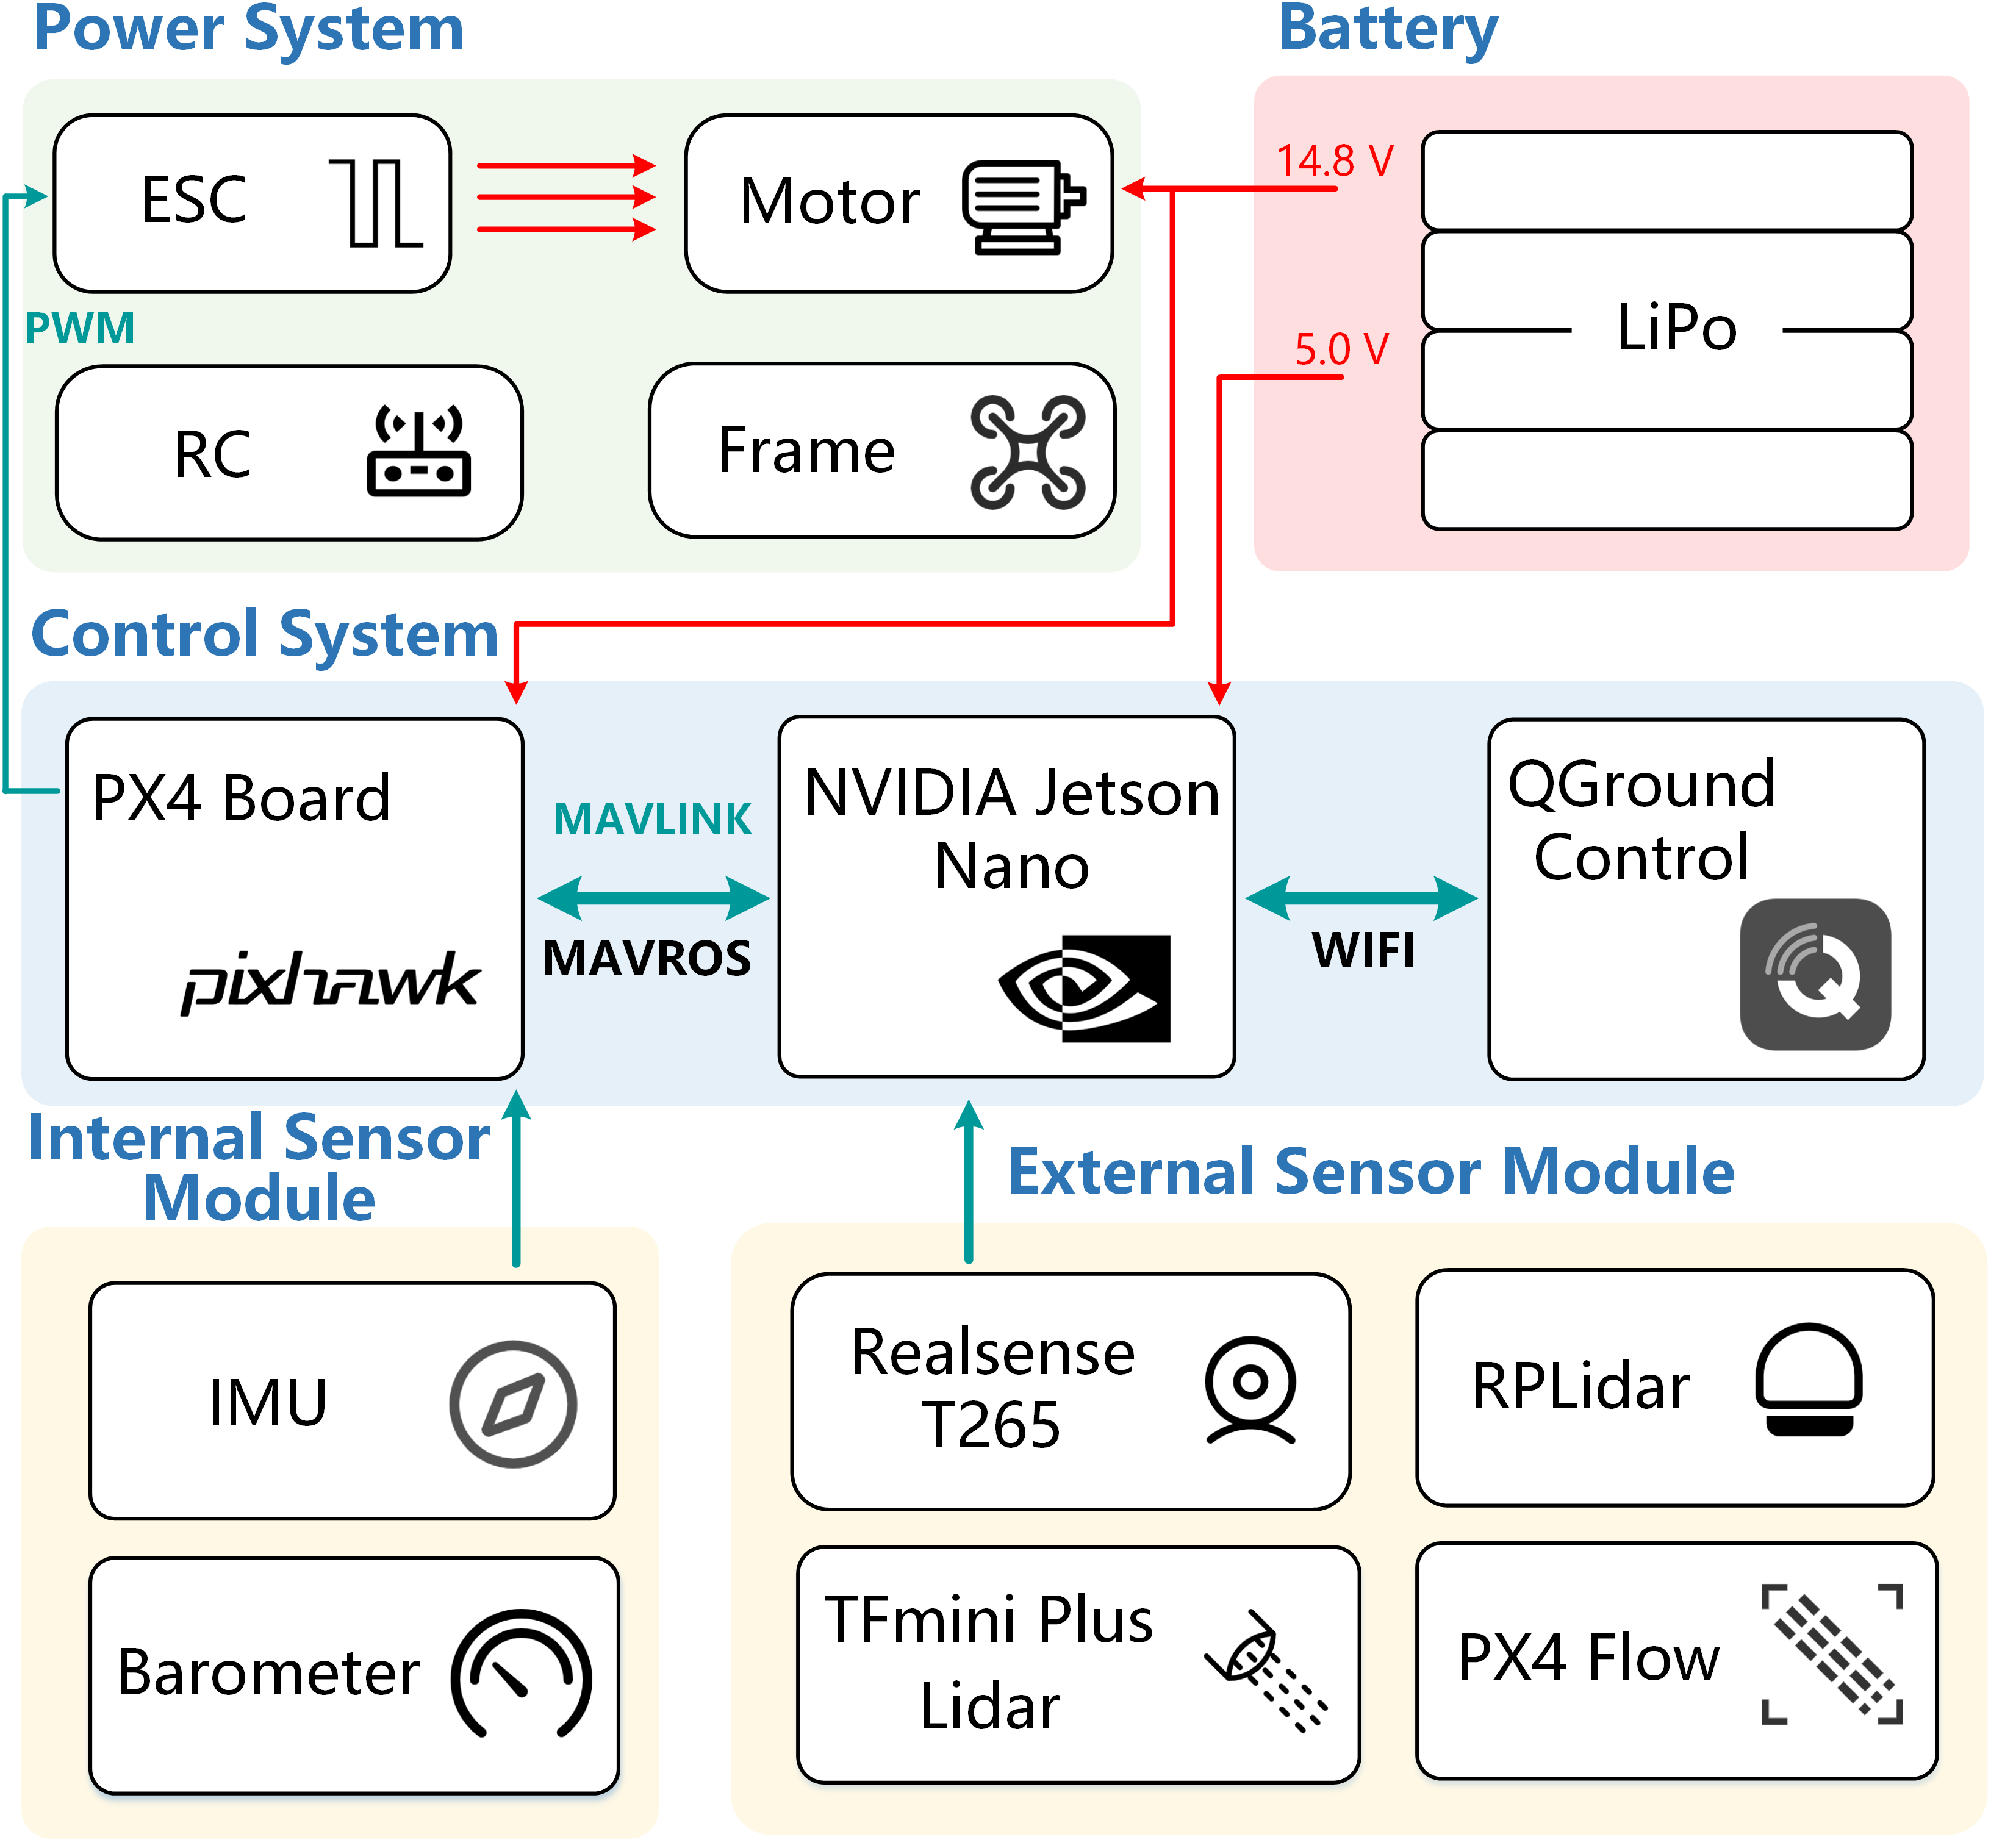 Power System
Battery
ESC
Motor
14.8 V
PWM
LiPo
5.0 V
RC
Frame
Control System
PX4 Board
pixhawk
MAVLINK
MAVROS
NVIDIA Jetson
Nano
WIFI
QGround
Control
Internal Sensor
Module
External Sensor Module
IMU
Realsense
T265
RPLidar
Barometer
TFmini Plus
Lidar
PX4 Flow